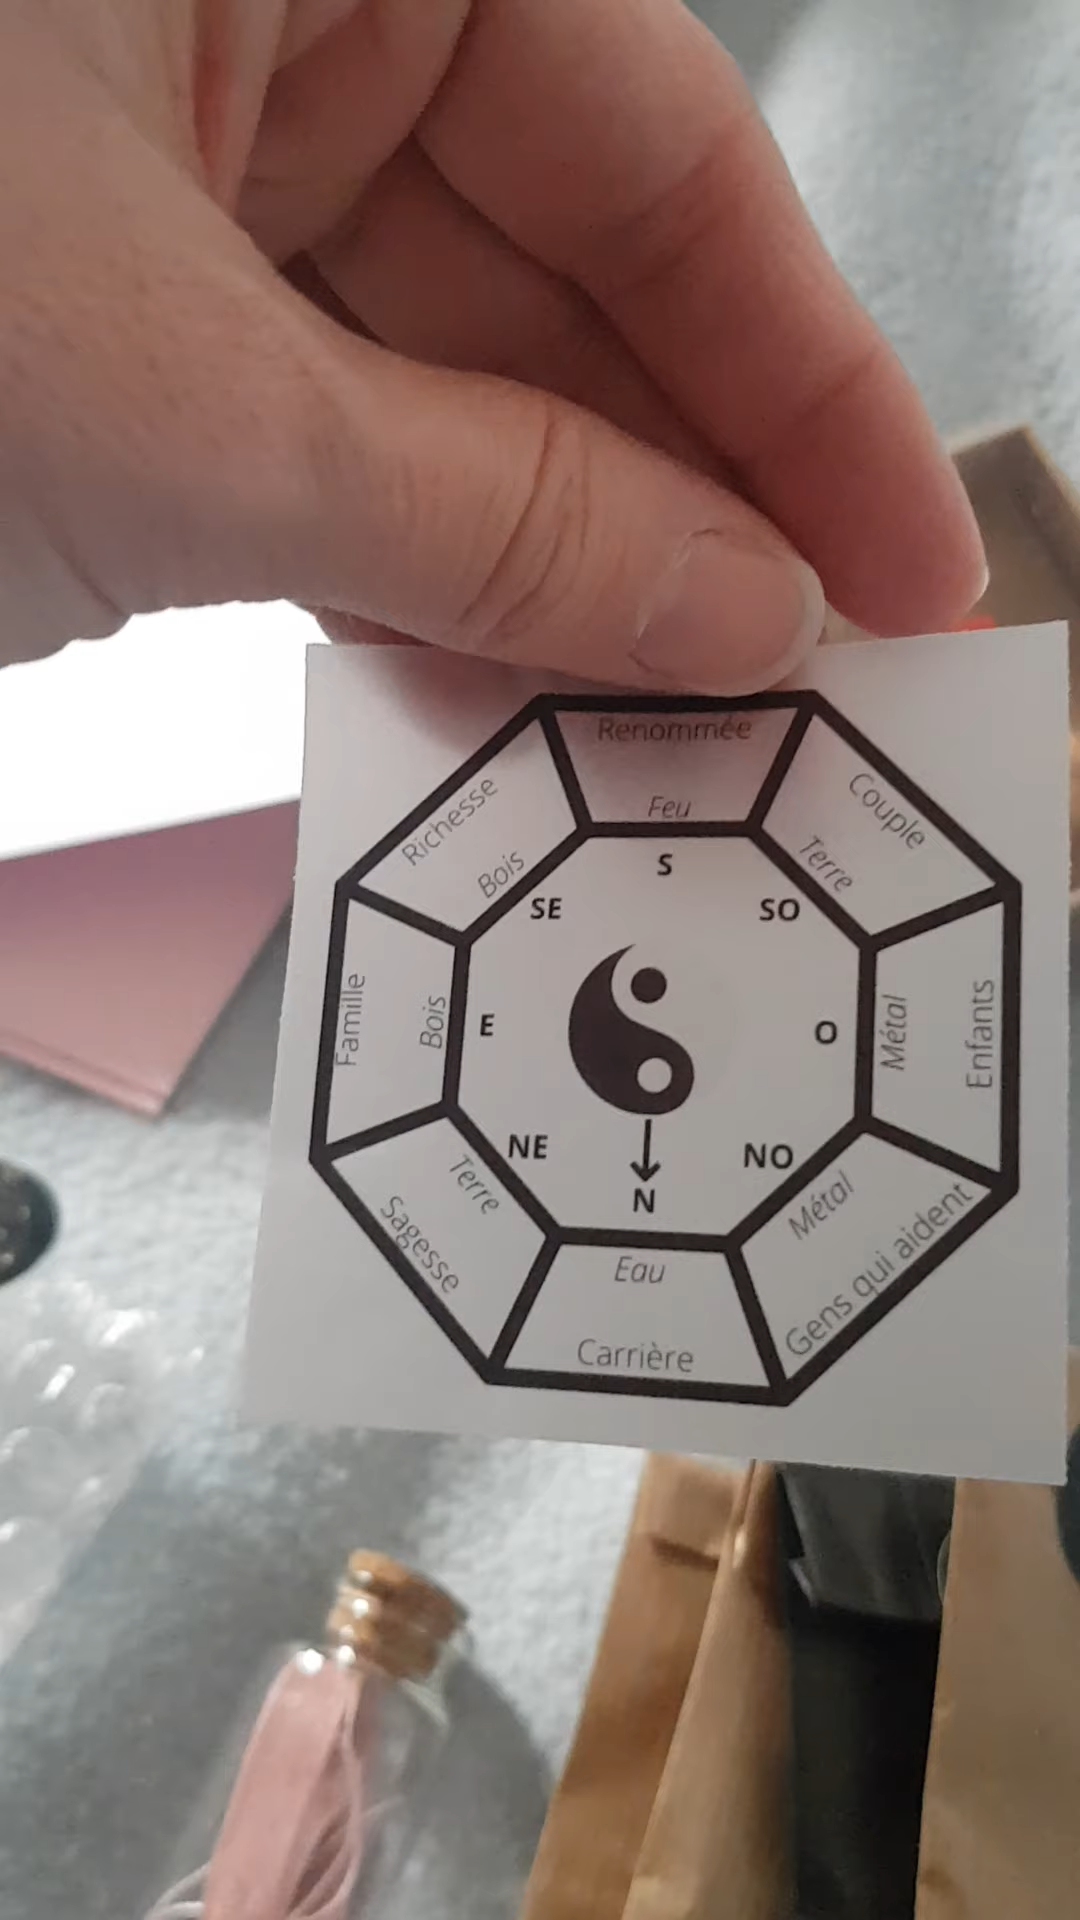 Renommée
Feu
Richesse
Bois
Couple
Terre
S
SE
SO
Famille
Bois
E
O
Métal
Enfants
NE
NO
N
Terre
Sagesse
Métal
Gens qui aident
Eau
Carrière